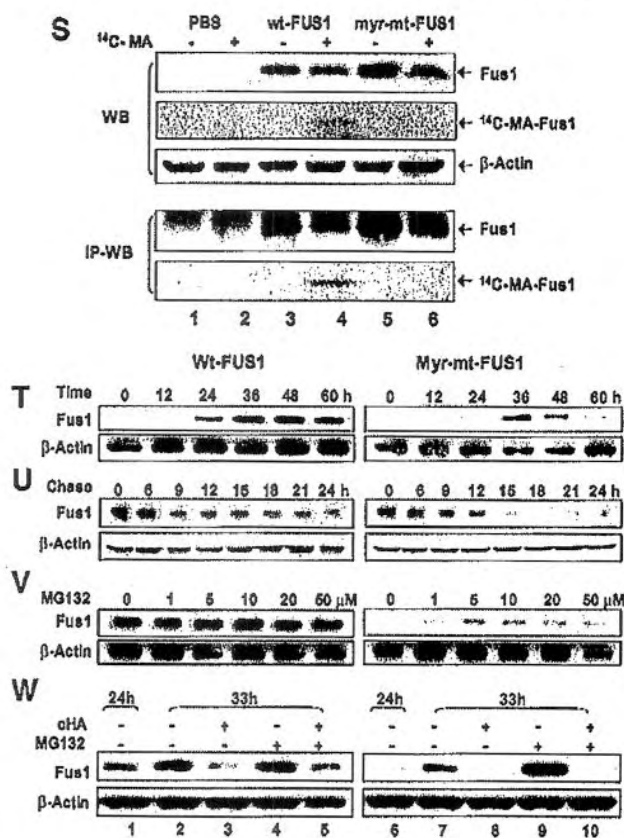 S
PBS wt-FUS1 myr-mt-FUS1
¹⁴C-MA - + - + - +
Fus1
WB
¹⁴C-MA-Fus1
β-Actin
Fus1
IP-WB
¹⁴C-MA-Fus1
1 2 3 4 5 6
Wt-FUS1 Myr-mt-FUS1
T
Time 0 12 24 36 48 60 h 0 12 24 36 48 60 h
Fus1
β-Actin
U
Chase 0 6 9 12 15 18 21 24 h 0 6 9 12 15 18 21 24 h
Fus1
β-Actin
V
MG132 0 1 5 10 20 50 μM 0 1 5 10 20 50 μM
Fus1
β-Actin
W
24h 33h 24h 33h
cHA - - + - + - - + - +
MG132 - - - + + - - - + +
Fus1
β-Actin
1 2 3 4 5 6 7 8 9 10